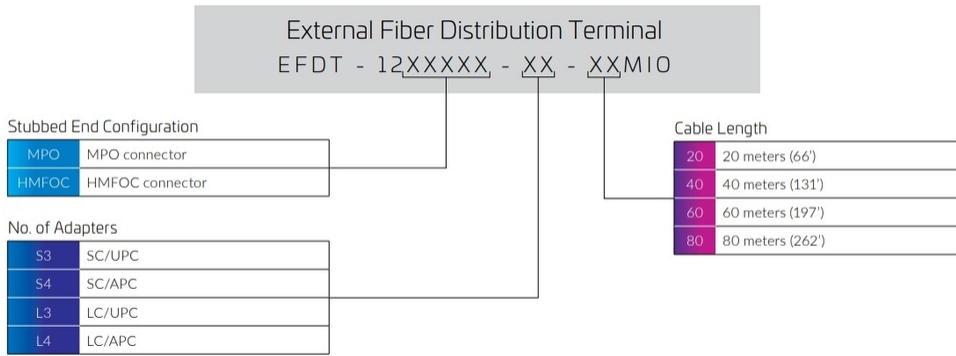 External Fiber Distribution Terminal
EFDT - 12XXXXX - XX - XXMIO
Stubbed End Configuration
MPO MPO connector
HMFOC HMFOC connector
No. of Adapters
S3 SC/UPC
S4 SC/APC
L3 LC/UPC
L4 LC/APC
Cable Length
20 20 meters (66')
40 40 meters (131')
60 60 meters (197')
80 80 meters (262')